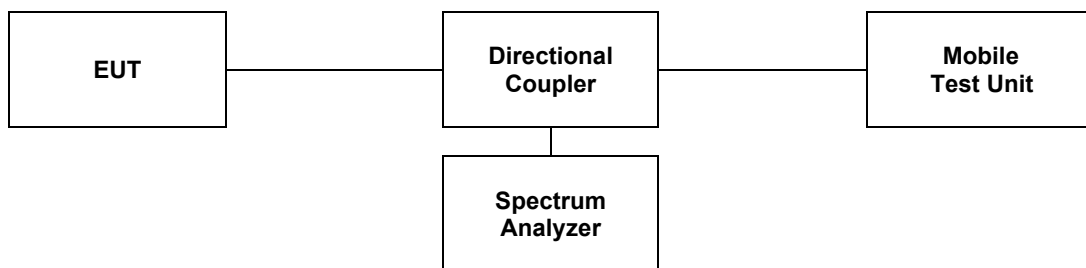 EUT
Directional
Coupler
Mobile
Test Unit
Spectrum
Analyzer